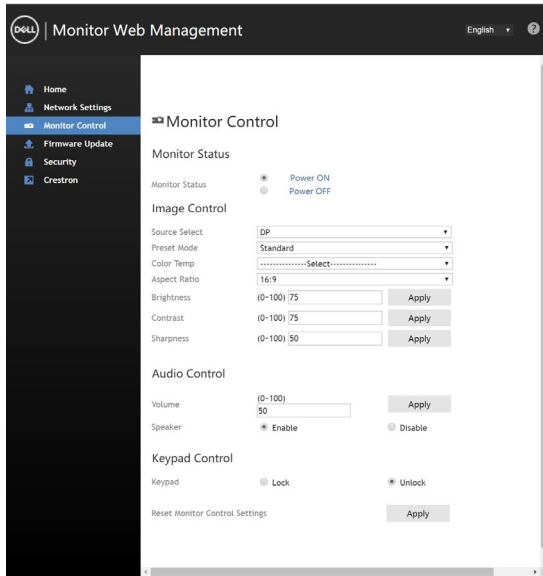 DELL | Monitor Web Management
English
?
Home
Network Settings
Monitor Control
Firmware Update
Security
Crestron
Monitor Control
Monitor Status
Monitor Status
Power ON
Power OFF
Image Control
Source Select DP
Preset Mode Standard
Color Temp ---------------Select---------------
Aspect Ratio 16:9
Brightness (0~100) 75 Apply
Contrast (0~100) 75 Apply
Sharpness (0~100) 50 Apply
Audio Control
(0~100)
Volume 50 Apply
Speaker Enable Disable
Keypad Control
Keypad Lock Unlock
Reset Monitor Control Settings Apply